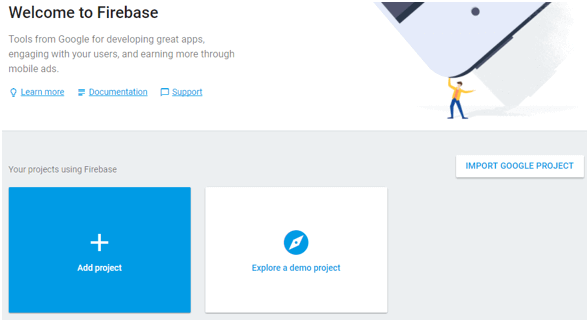 Welcome to Firebase
Tools from Google for developing great apps,
engaging with your users, and earning more through
mobile ads.
Learn more Documentation Support
Your projects using Firebase
IMPORT GOOGLE PROJECT
Add project
Explore a demo project